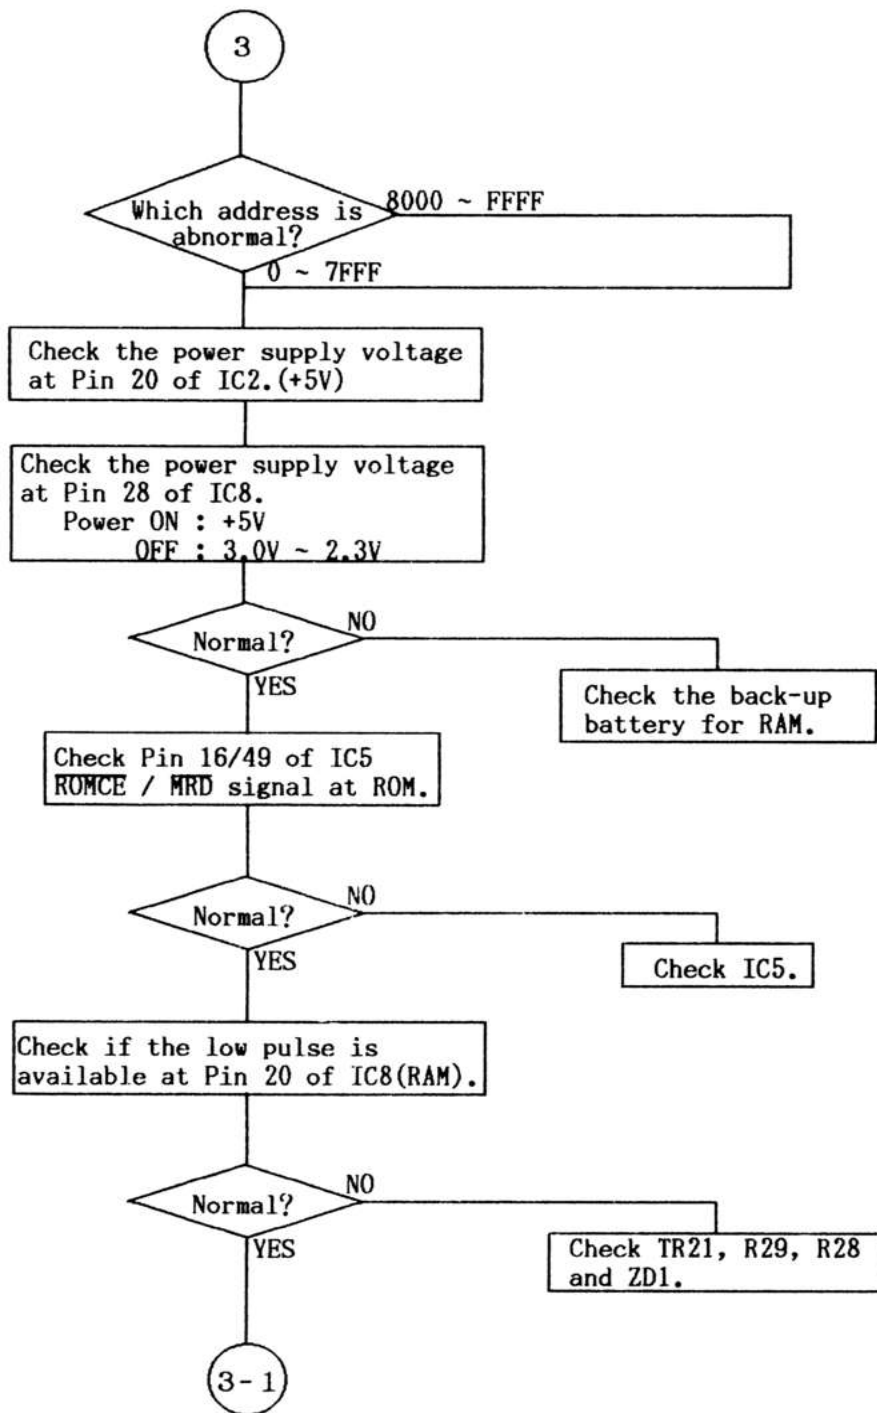 3
8000 ~ FFFF
Which address is
abnormal?
0 ~ 7FFF
Check the power supply voltage
at Pin 20 of IC2.(+5V)
Check the power supply voltage
at Pin 28 of IC8.
Power ON : +5V
OFF : 3.0V ~ 2.3V
NO
Normal?
YES
Check the back-up
battery for RAM.
Check Pin 16/49 of IC5
R̅O̅M̅C̅E̅ / M̅R̅D̅ signal at ROM.
NO
Normal?
YES
Check IC5.
Check if the low pulse is
available at Pin 20 of IC8(RAM).
NO
Normal?
YES
Check TR21, R29, R28
and ZD1.
3-1